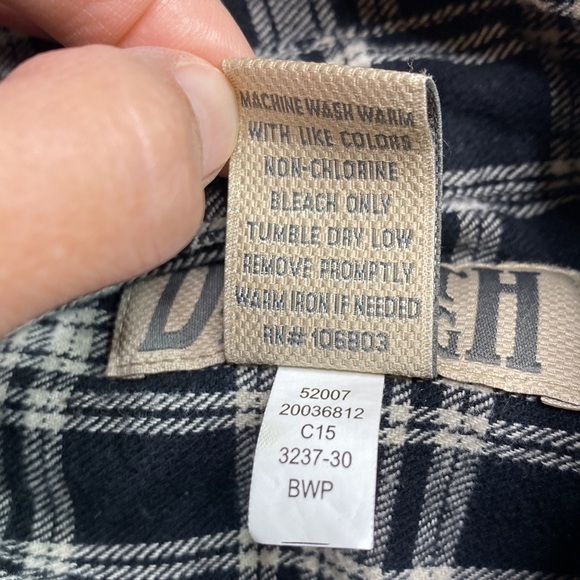 MACHINE WASH WARM
WITH LIKE COLORS
NON-CHLORINE
BLEACH ONLY
TUMBLE DRY LOW
REMOVE PROMPTLY
WARM IRON IF NEEDED
RN# 106803
52007
20036812
C15
3237-30
BWP